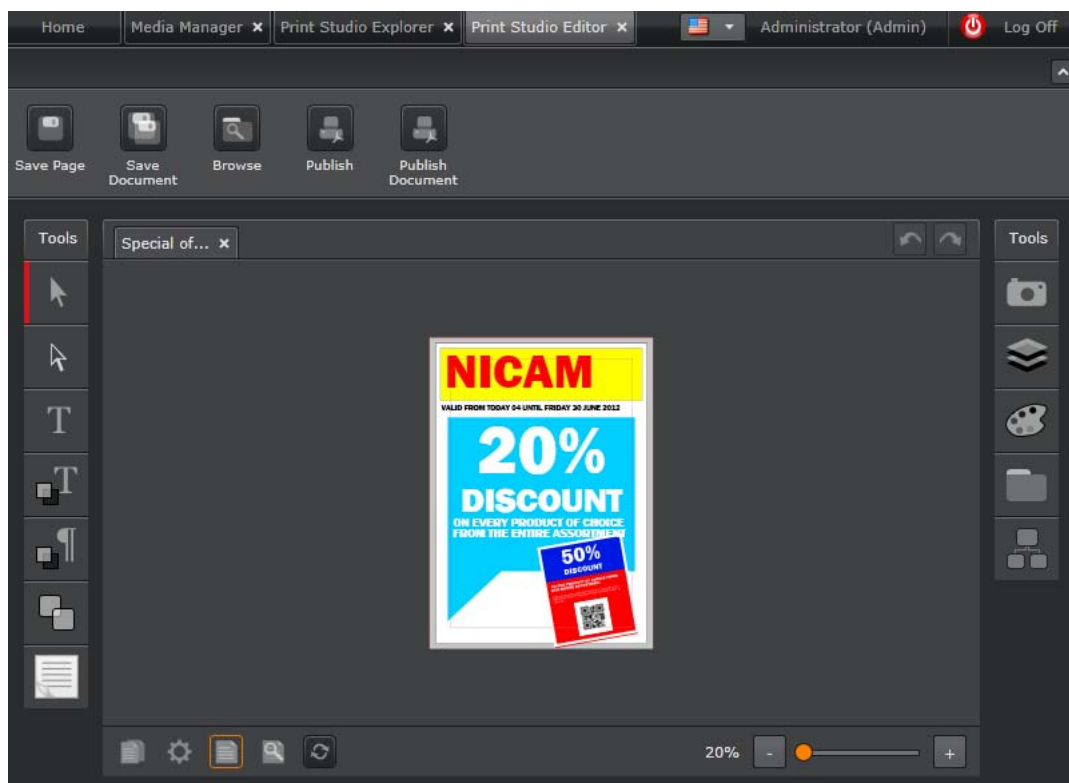 Home
Media Manager ×
Print Studio Explorer ×
Print Studio Editor ×
Administrator (Admin)
Log Off
Save Page
Save
Document
Browse
Publish
Publish
Document
Tools
Special of... ×
Tools
T
T
¶
NICAM
VALID FROM TODAY 04 UNTIL FRIDAY 30 JUNE 2012
20%
DISCOUNT
ON EVERY PRODUCT OF CHOICE
FROM THE ENTIRE ASSORTMENT
50%
DISCOUNT
20%
-
+